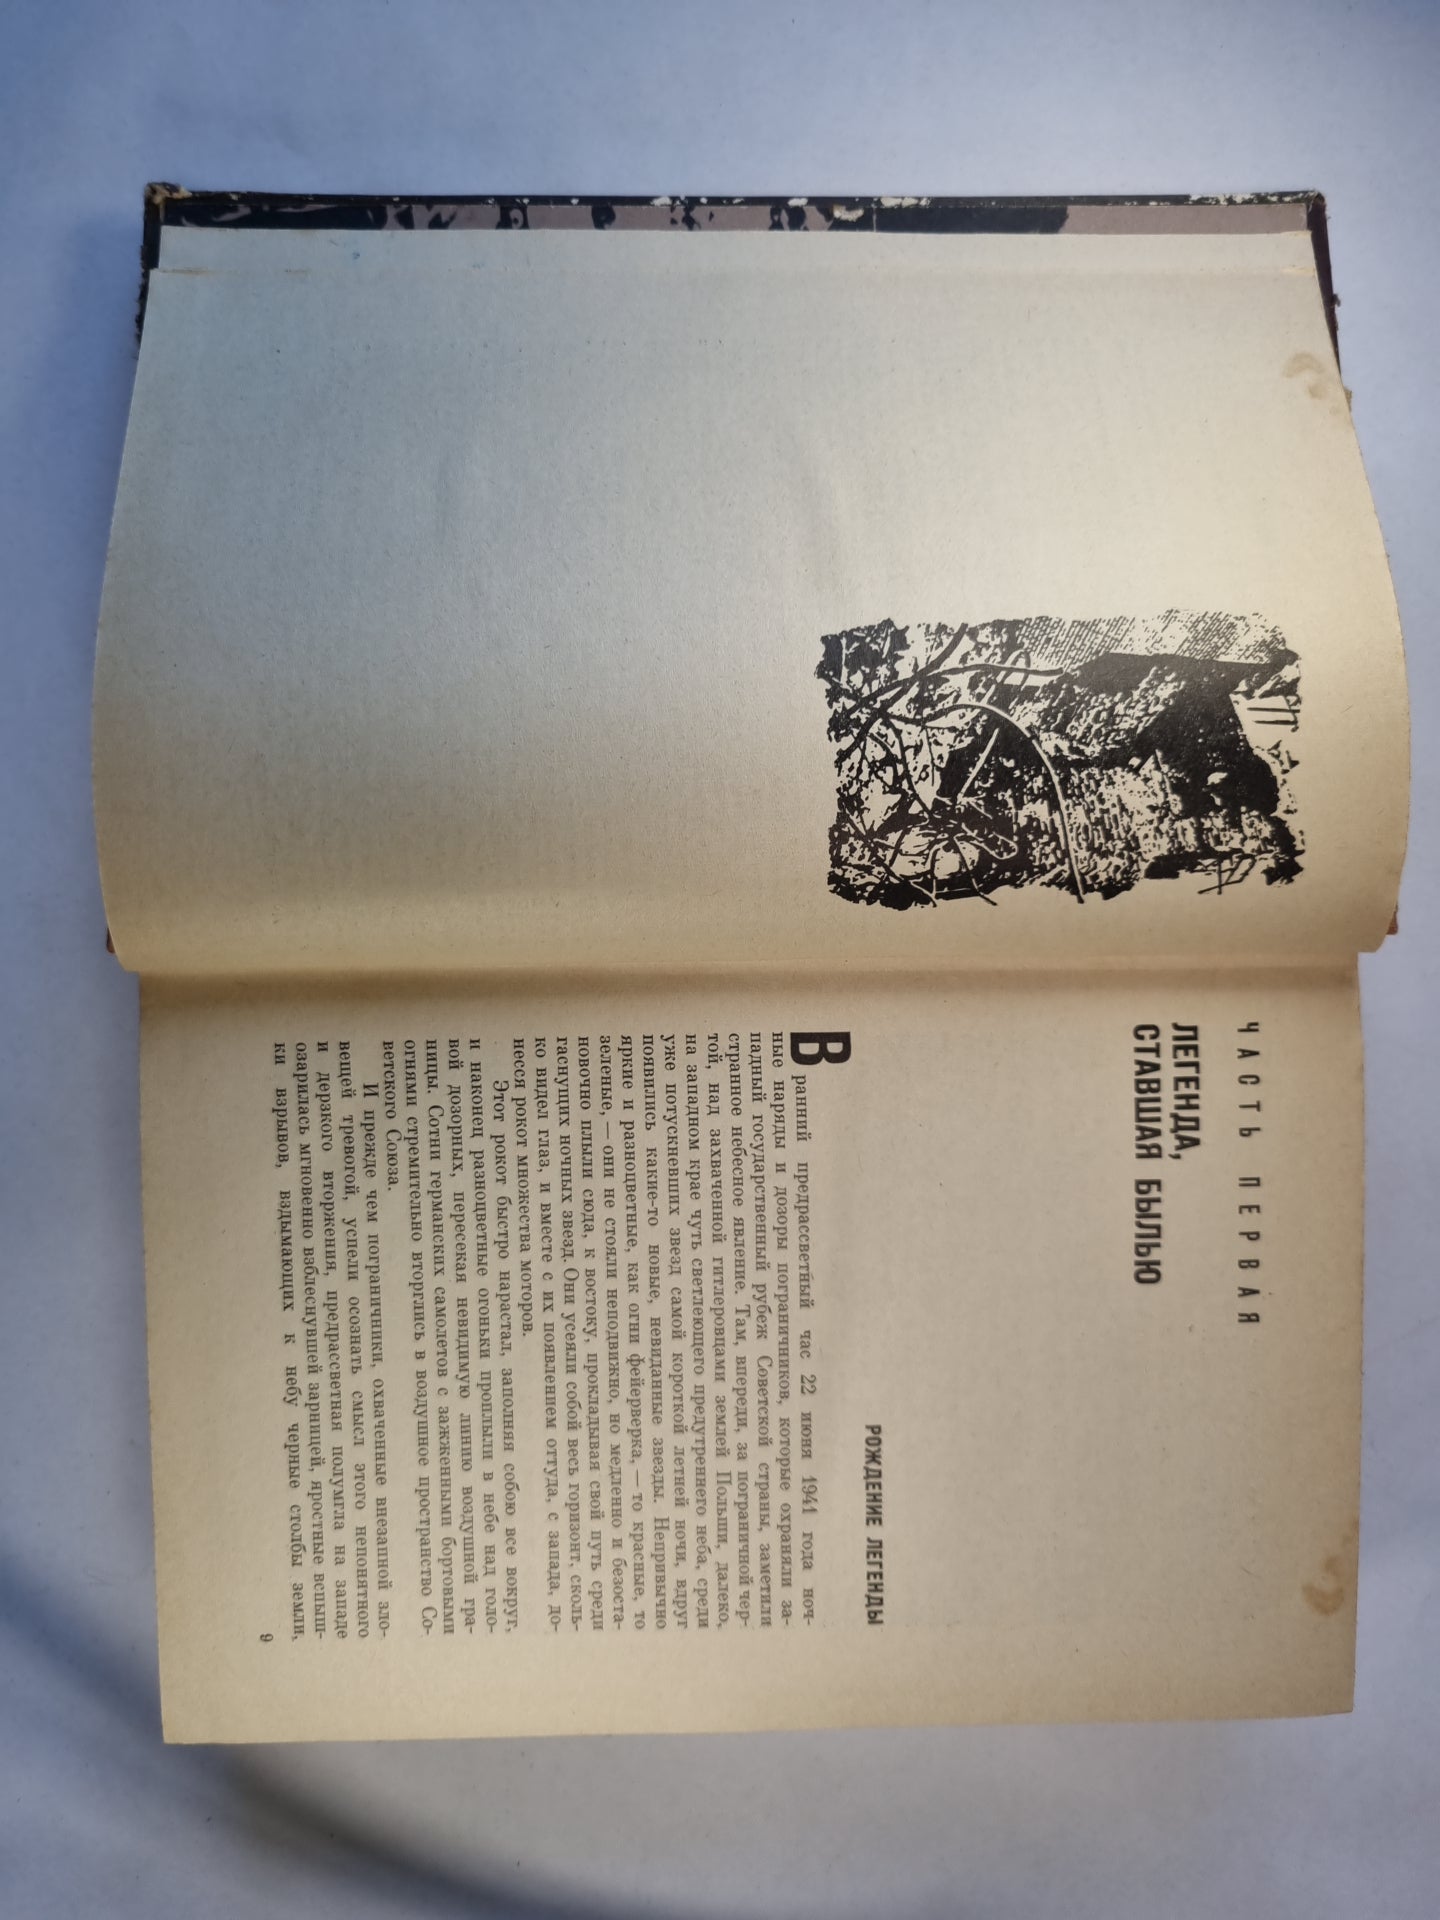 ЧАСТЬ ПЕРВАЯ
ЛЕГЕНДА,
СТАВШАЯ БЫЛЬЮ
РОЖДЕНИЕ ЛЕГЕНДЫ
В ранний предрассветный час 22 июня 1941 года ноч-
ные наряды и дозоры пограничников, которые охраняли за-
падный государственный рубеж Советской страны, заметили
странное небесное явление. Там, впереди, за пограничной чер-
той, над захваченной гитлеровцами землей Польши, далеко,
на западном крае чуть светлеющего предутреннего неба, среди
уже потускневших звезд самой короткой летней ночи, вдруг
появились какие-то новые, невиданные звезды. Непривычно
яркие и разноцветные, как огни фейерверка, — то красные, то
зеленые, — они не стояли неподвижно, но медленно и безоста-
новочно плыли сюда, к востоку, прокладывая свой путь среди
гаснущих ночных звезд. Они усеяли собой весь горизонт, сколь-
ко видел глаз, и вместе с их появлением оттуда, с запада, до-
несся рокот множества моторов.
Этот рокот быстро нарастал, заполняя собою все вокруг,
и наконец разноцветные огоньки проплыли в небе над голо-
вой дозорных, пересекая невидимую линию воздушной гра-
ницы. Сотни германских самолетов с зажженными бортовыми
огнями стремительно вторглись в воздушное пространство Со-
ветского Союза.
И прежде чем пограничники, охваченные внезапной зло-
вещей тревогой, успели осознать смысл этого непонятного
и дерзкого вторжения, предрассветная полумгла на западе
озарилась мгновенно взблеснувшей зарницей, яростные вспыш-
ки взрывов, вздымающих к небу черные столбы земли,
9